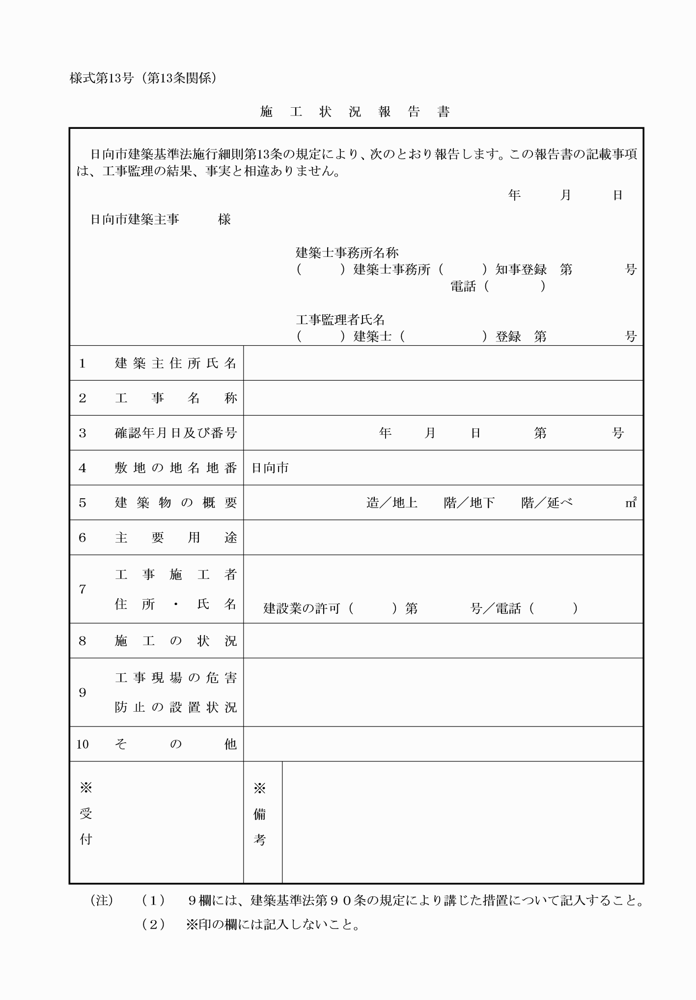 様式第13号（第13条関係）
施工状況報告書
日向市建築基準法施行細則第13条の規定により、次のとおり報告します。この報告書の記載事項
は、工事監理の結果、事実と相違ありません。
年　　　月　　　日
日向市建築主事　　　様
建築士事務所名称
（　　　）建築士事務所（　　　）知事登録　第　　　　号
電話（　　　　）
工事監理者氏名
（　　　）建築士（　　　　　　）登録　第　　　　　　号
1　建築主住所氏名
2　工事名称
3　確認年月日及び番号　　年　　月　　日　　　　第　　　　　号
4　敷地の地名地番　日向市
5　建築物の概要　　造／地上　　階／地下　　階／延べ　　　　㎡
6　主要用途
7　工事施工者
住所・氏名
建設業の許可（　　　）第　　　　号／電話（　　　）
8　施工の状況
9　工事現場の危害
防止の設置状況
10　その他
※受付
※備考
（注）　（１）　９欄には、建築基準法第９０条の規定により講じた措置について記入すること。
（２）　※印の欄には記入しないこと。